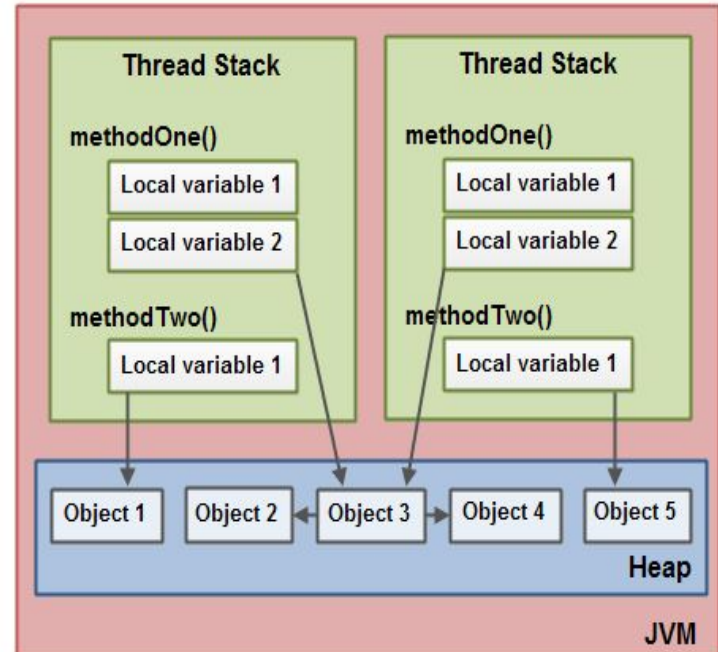 Thread Stack
methodOne()
Local variable 1
Local variable 2
methodTwo()
Local variable 1
Thread Stack
methodOne()
Local variable 1
Local variable 2
methodTwo()
Local variable 1
Object 1
Object 2
Object 3
Object 4
Object 5
Heap
JVM